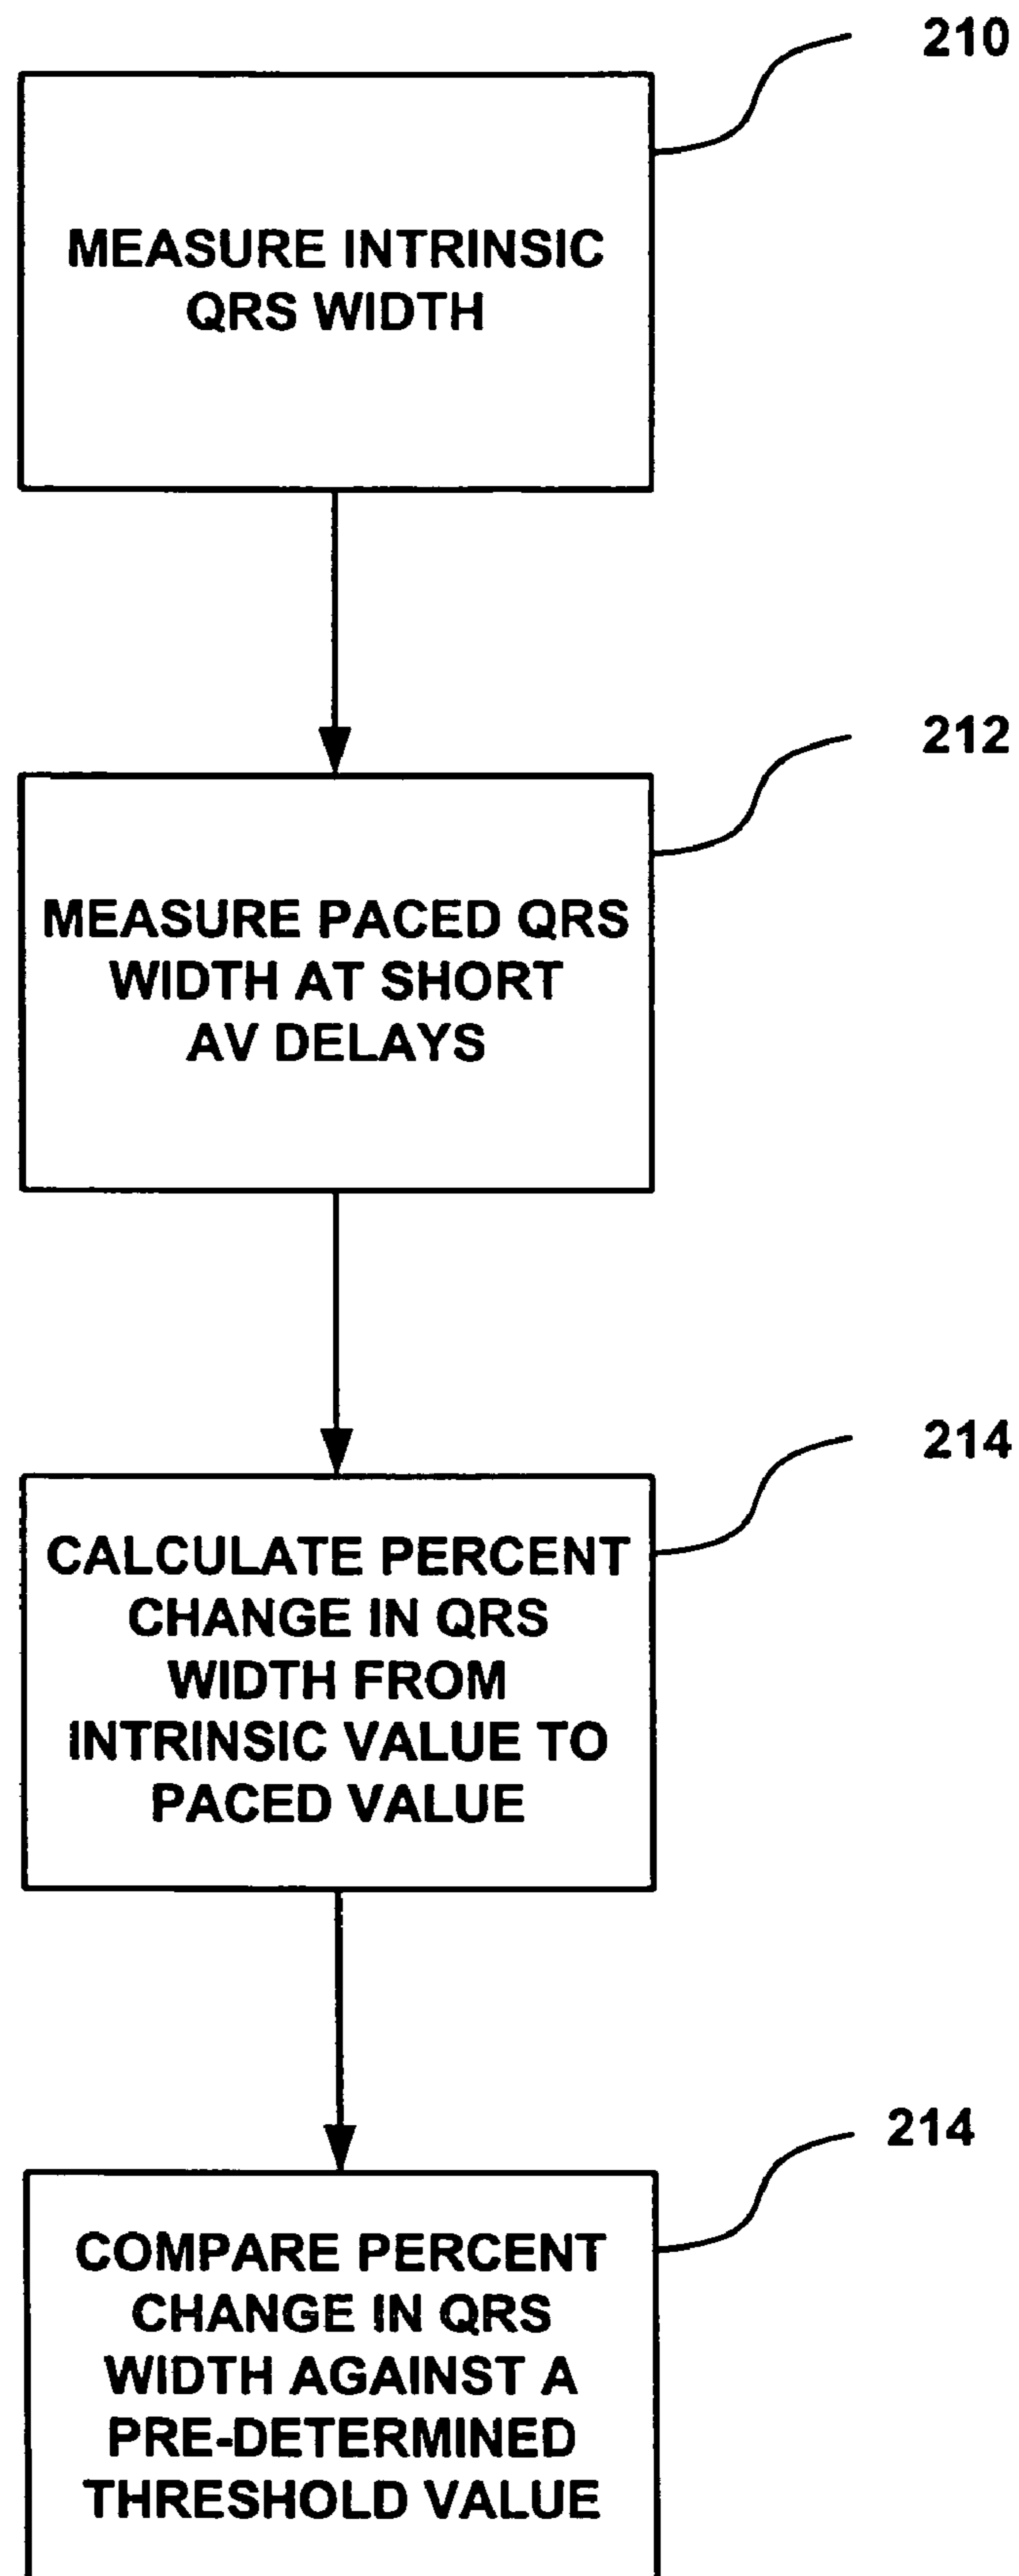 210
MEASURE INTRINSIC
QRS WIDTH
212
MEASURE PACED QRS
WIDTH AT SHORT
AV DELAYS
214
CALCULATE PERCENT
CHANGE IN QRS
WIDTH FROM
INTRINSIC VALUE TO
PACED VALUE
214
COMPARE PERCENT
CHANGE IN QRS
WIDTH AGAINST A
PRE-DETERMINED
THRESHOLD VALUE